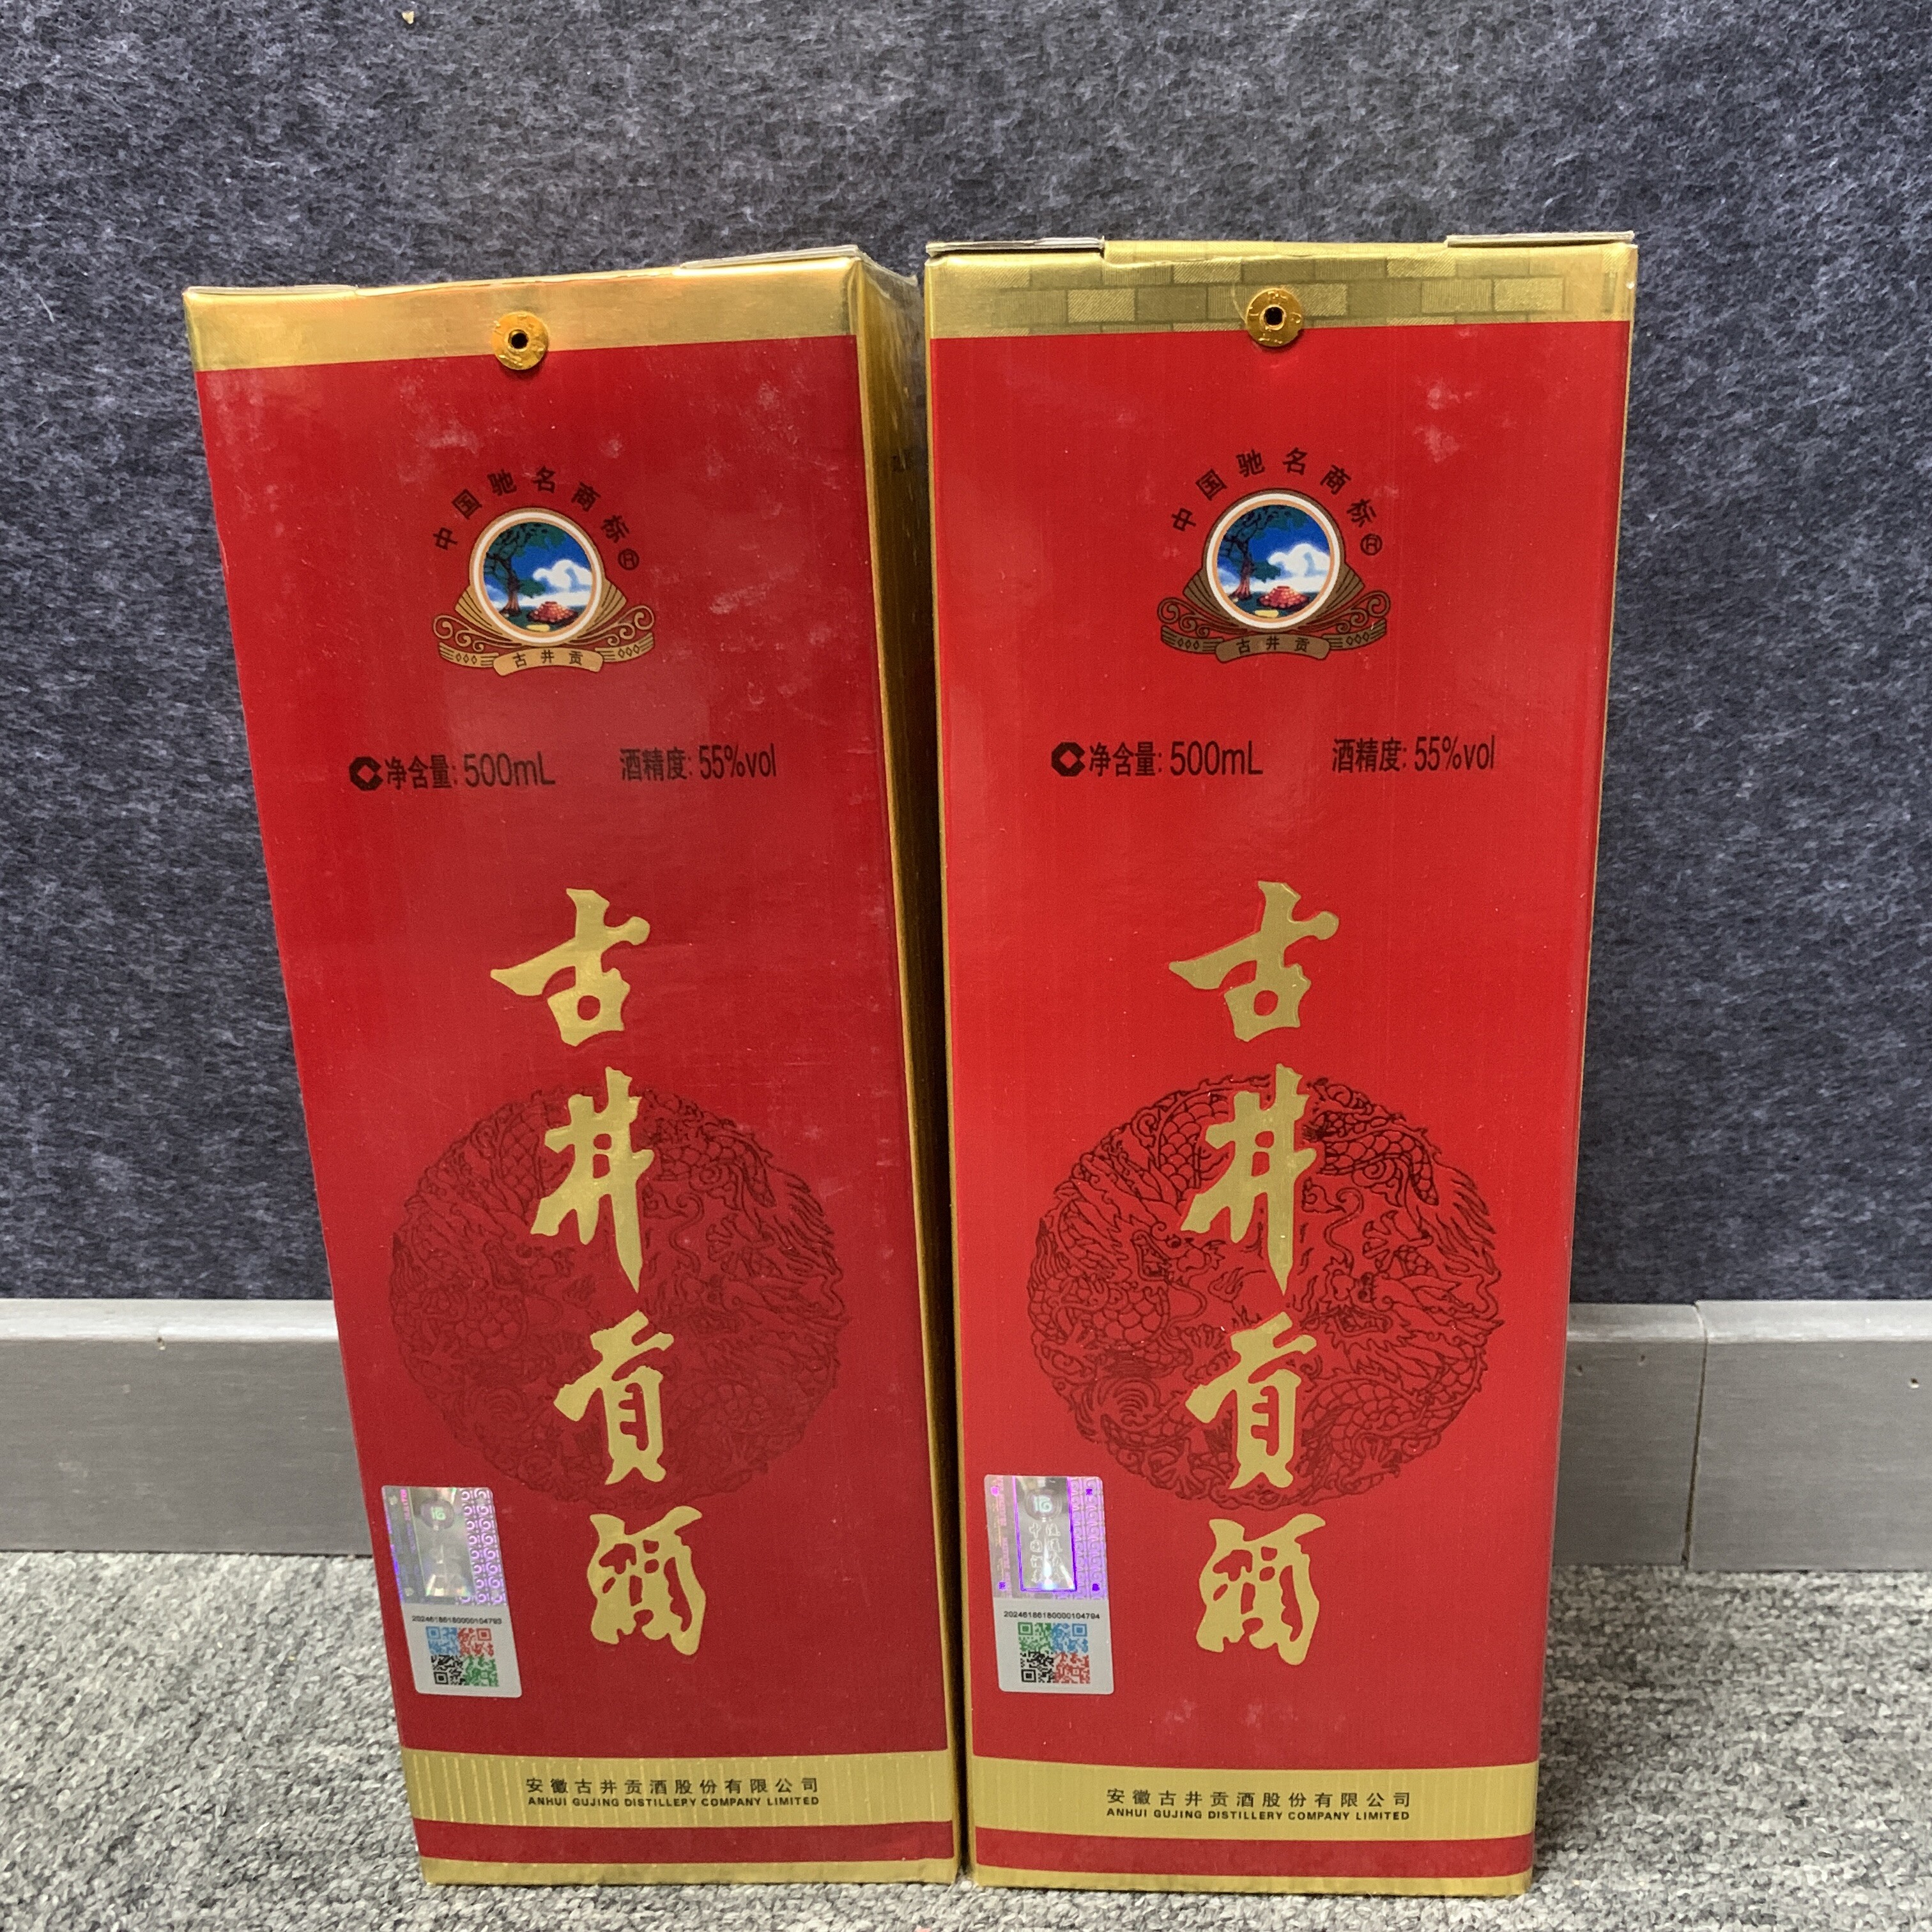 中国驰名商标®
古井贡
净含量: 500mL 酒精度: 55%vol
古井贡酒
20246186180000104793
安徽古井贡酒股份有限公司
ANHUI GUJING DISTILLERY COMPANY LIMITED
中国驰名商标®
古井贡
净含量: 500mL 酒精度: 55%vol
古井贡酒
20246186180000104794
安徽古井贡酒股份有限公司
ANHUI GUJING DISTILLERY COMPANY LIMITED